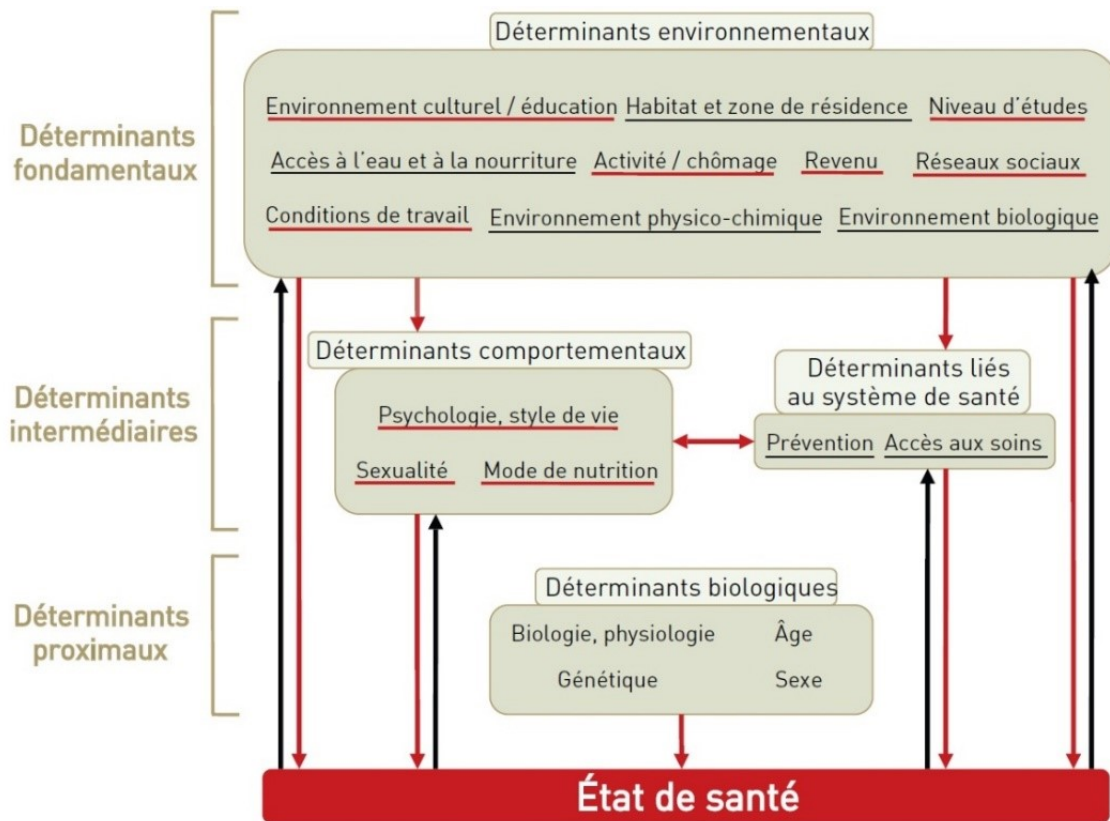 Déterminants environnementaux
Déterminants
fondamentaux
Environnement culturel / éducation Habitat et zone de résidence Niveau d'études
Accès à l'eau et à la nourriture Activité / chômage Revenu Réseaux sociaux
Conditions de travail Environnement physico-chimique Environnement biologique
Déterminants
intermédiaires
Déterminants comportementaux
Psychologie, style de vie
Sexualité Mode de nutrition
Déterminants liés
au système de santé
Prévention Accès aux soins
Déterminants
proximaux
Déterminants biologiques
Biologie, physiologie Âge
Génétique Sexe
État de santé